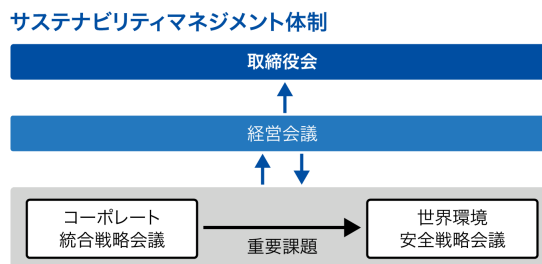 サステナビリティマネジメント体制
取締役会
経営会議
コーポレート
統合戦略会議
重要課題
世界環境
安全戦略会議